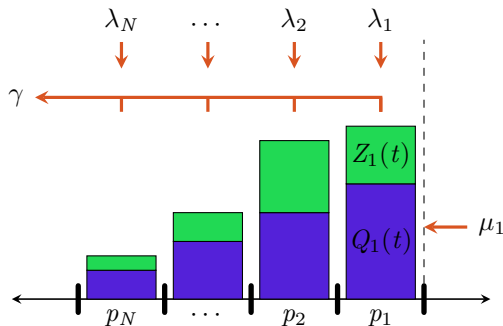 λ_N … λ_2 λ_1
γ
Z_1(t)
Q_1(t)
μ_1
p_N … p_2 p_1